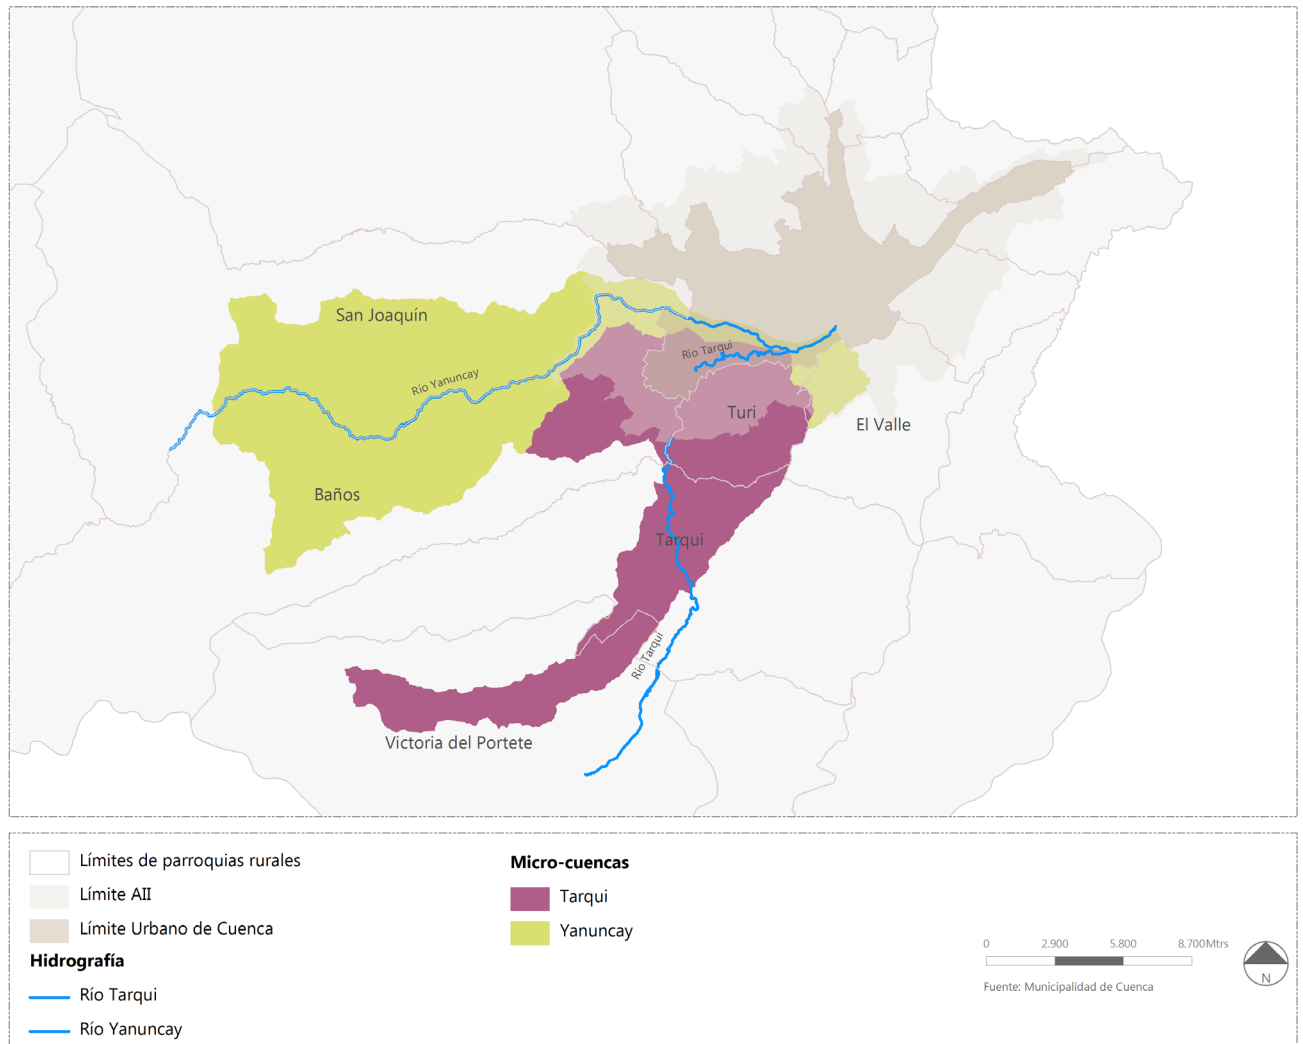 San Joaquín
Río Yanuncay
Río Tarqui
Turi
El Valle
Baños
Tarqui
Río Tarqui
Victoria del Portete
Límites de parroquias rurales
Límite AII
Límite Urbano de Cuenca
Hidrografía
Río Tarqui
Río Yanuncay
Micro-cuencas
Tarqui
Yanuncay
0 2.900 5.800 8.700Mtrs
N
Fuente: Municipalidad de Cuenca